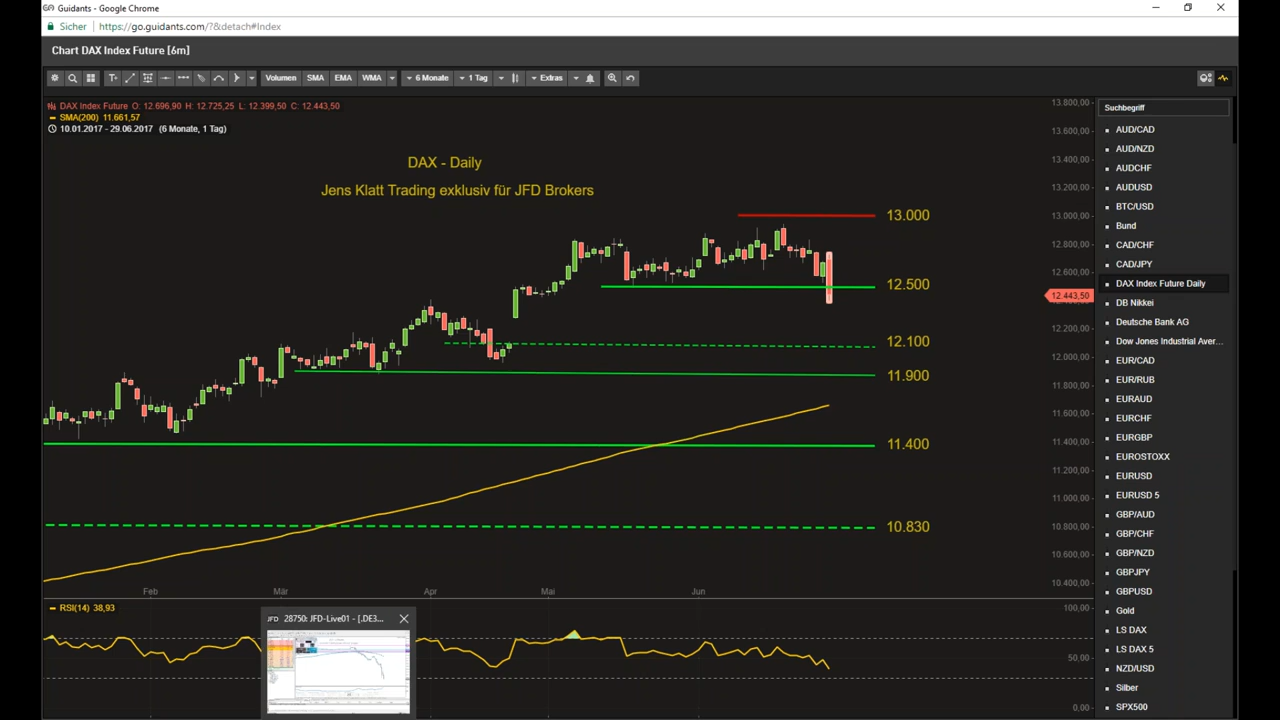 Guidants - Google Chrome
Sicher https://go.guidants.com/?&detach#Index
Chart DAX Index Future [6m]
Volumen SMA EMA WMA 6 Monate 1 Tag Extras
DAX Index Future O: 12.696,90 H: 12.725,25 L: 12.399,50 C: 12.443,50
SMA(200) 11.661,57
10.01.2017 - 29.06.2017 (6 Monate, 1 Tag)
DAX - Daily
Jens Klatt Trading exklusiv für JFD Brokers
13.000
12.500
12.100
11.900
11.400
10.830
13.800,00
13.600,00
13.400,00
13.200,00
13.000,00
12.800,00
12.600,00
12.443,50
12.200,00
12.000,00
11.800,00
11.600,00
11.400,00
11.200,00
11.000,00
10.800,00
10.600,00
10.400,00
Feb Mär Apr Mai Jun
RSI(14) 38,93
100,00
50,00
0,00
JFD 28750: JFD-Live01 - [.DE3...
Suchbegriff
AUD/CAD
AUD/NZD
AUDCHF
AUDUSD
BTC/USD
Bund
CAD/CHF
CAD/JPY
DAX Index Future Daily
DB Nikkei
Deutsche Bank AG
Dow Jones Industrial Aver...
EUR/CAD
EUR/RUB
EURAUD
EURCHF
EURGBP
EUROSTOXX
EURUSD
EURUSD 5
GBP/AUD
GBP/CHF
GBP/NZD
GBPJPY
GBPUSD
Gold
LS DAX
LS DAX 5
NZD/USD
Silber
SPX500